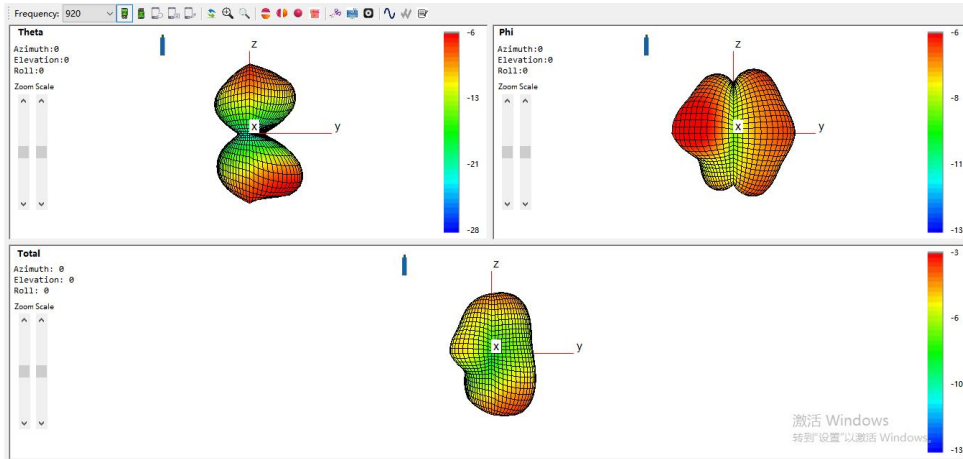 Frequency: 920
Theta
Azimuth:0
Elevation:0
Roll:0
Zoom Scale
z
x
y
-6
-13
-21
-28
Phi
Azimuth:0
Elevation:0
Roll:0
Zoom Scale
z
x
y
-6
-8
-11
-13
Total
Azimuth: 0
Elevation: 0
Roll: 0
Zoom Scale
z
x
y
-3
-6
-10
-13
激活 Windows
转到"设置"以激活 Windows。